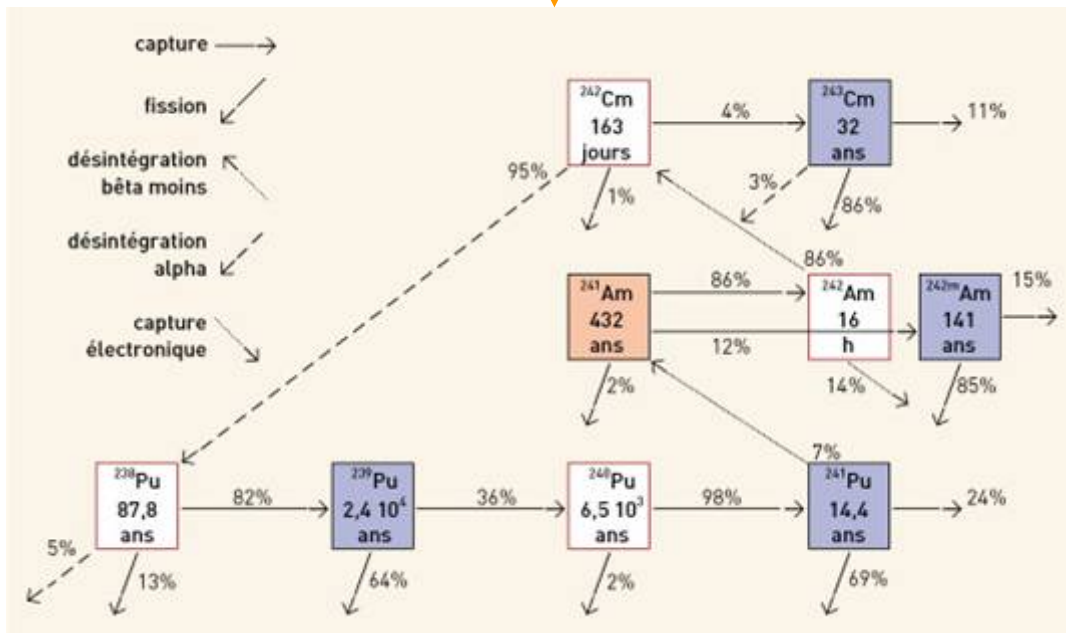 capture
fission
désintégration
bêta moins
désintégration
alpha
capture
électronique
²⁴²Cm
163
jours
4%
²⁴³Cm
32
ans
11%
95%
1%
3%
86%
86%
²⁴¹Am
432
ans
86%
12%
²⁴²Am
16
h
²⁴²ᵐAm
141
ans
15%
2%
14%
85%
7%
²³⁸Pu
87,8
ans
82%
²³⁹Pu
2,4 10⁴
ans
36%
²⁴⁰Pu
6,5 10³
ans
98%
²⁴¹Pu
14,4
ans
24%
5%
13%
64%
2%
69%